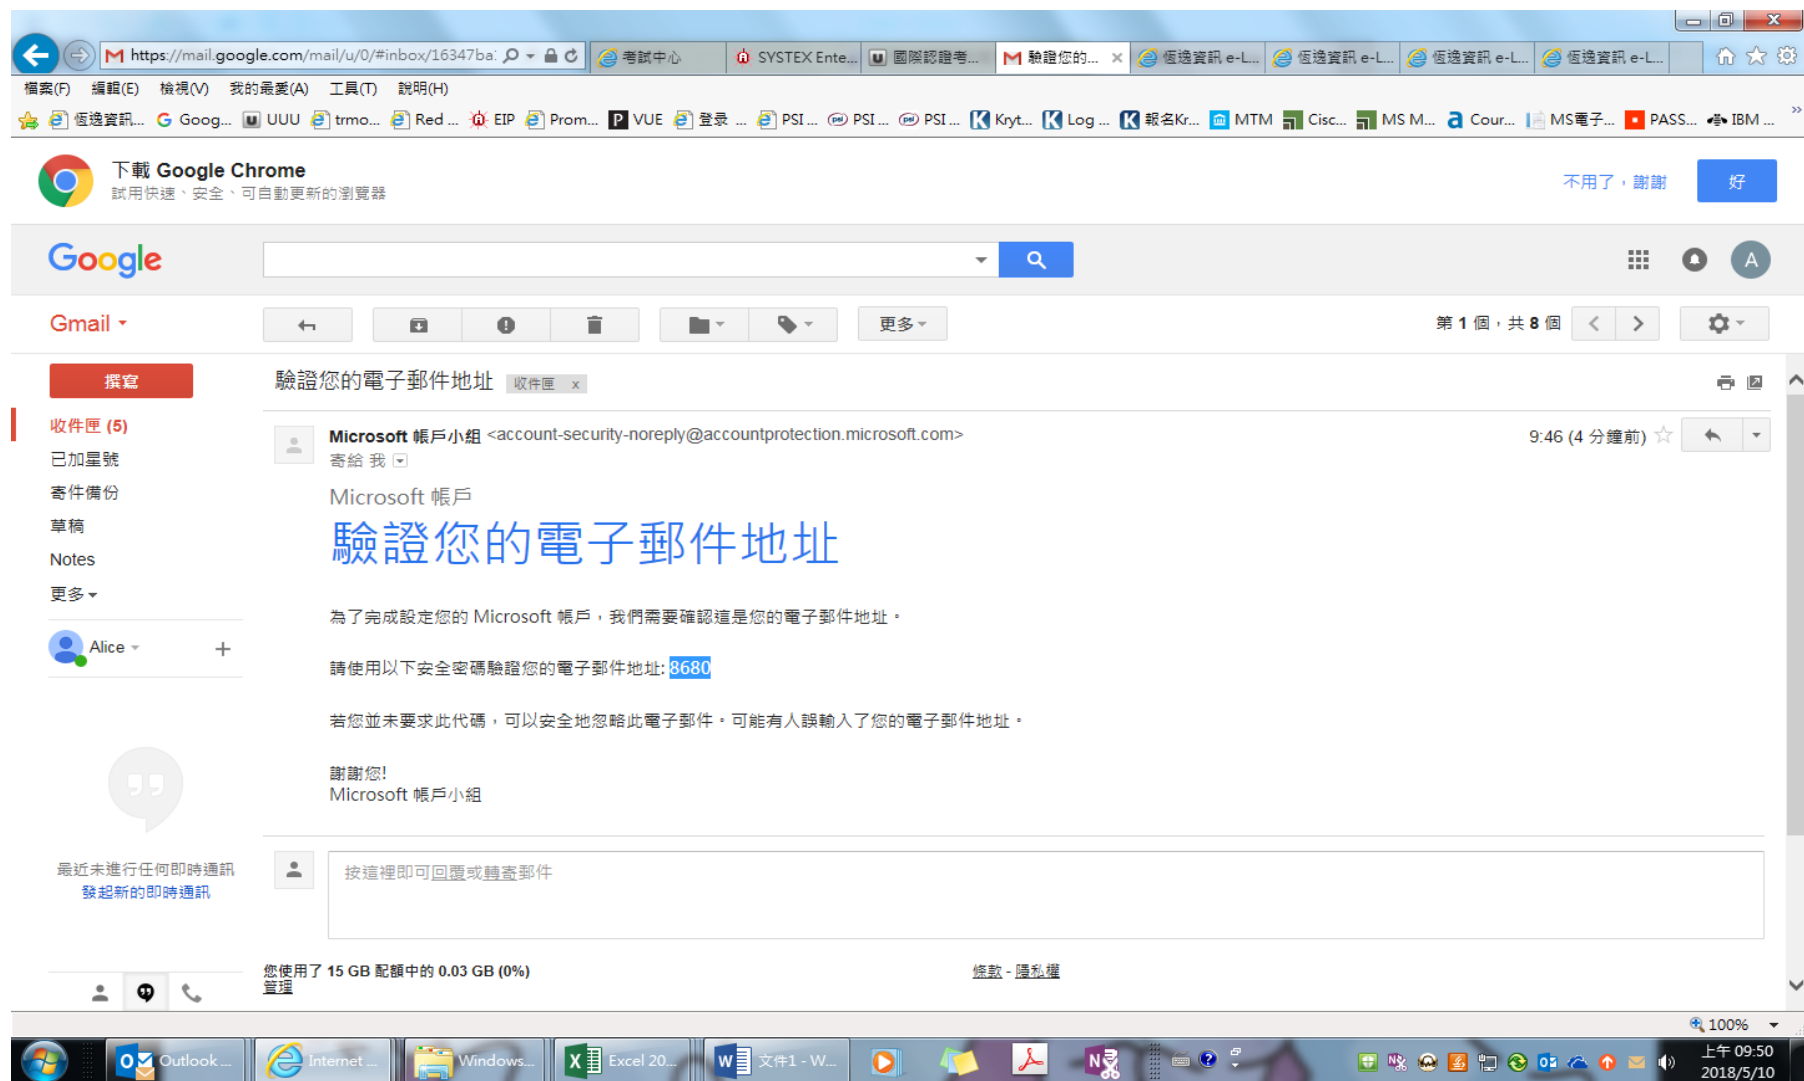 https://mail.google.com/mail/u/0/#inbox/16347ba
考試中心
SYSTEX Ente...
國際認證考...
驗證您的...
恆逸資訊 e-L...
恆逸資訊 e-L...
恆逸資訊 e-L...
恆逸資訊 e-L...
檔案(F) 編輯(E) 檢視(V) 我的最愛(A) 工具(T) 說明(H)
恆逸資訊... Goog... UUU trmo... Red ... EIP Prom... VUE 登录 ... PSI ... PSI ... PSI ... Kryt... Log ... 報名Kr... MTM Cisc... MS M... Cour... MS電子... PASS... IBM ...
下載 Google Chrome
試用快速、安全、可自動更新的瀏覽器
不用了，謝謝
好
Google
A
Gmail
更多
第 1 個，共 8 個
撰寫
驗證您的電子郵件地址 收件匣 x
收件匣 (5)
已加星號
寄件備份
草稿
Notes
更多
Alice
+
Microsoft 帳戶小組 <account-security-noreply@accountprotection.microsoft.com>
9:46 (4 分鐘前)
寄給 我
Microsoft 帳戶
驗證您的電子郵件地址
為了完成設定您的 Microsoft 帳戶，我們需要確認這是您的電子郵件地址。
請使用以下安全密碼驗證您的電子郵件地址: 8680
若您並未要求此代碼，可以安全地忽略此電子郵件。可能有人誤輸入了您的電子郵件地址。
謝謝您!
Microsoft 帳戶小組
最近未進行任何即時通訊
發起新的即時通訊
按這裡即可回覆或轉寄郵件
您使用了 15 GB 配額中的 0.03 GB (0%)
管理
條款 - 隱私權
100%
Outlook ...
Internet ...
Windows...
Excel 20...
文件1 - W...
上午 09:50
2018/5/10